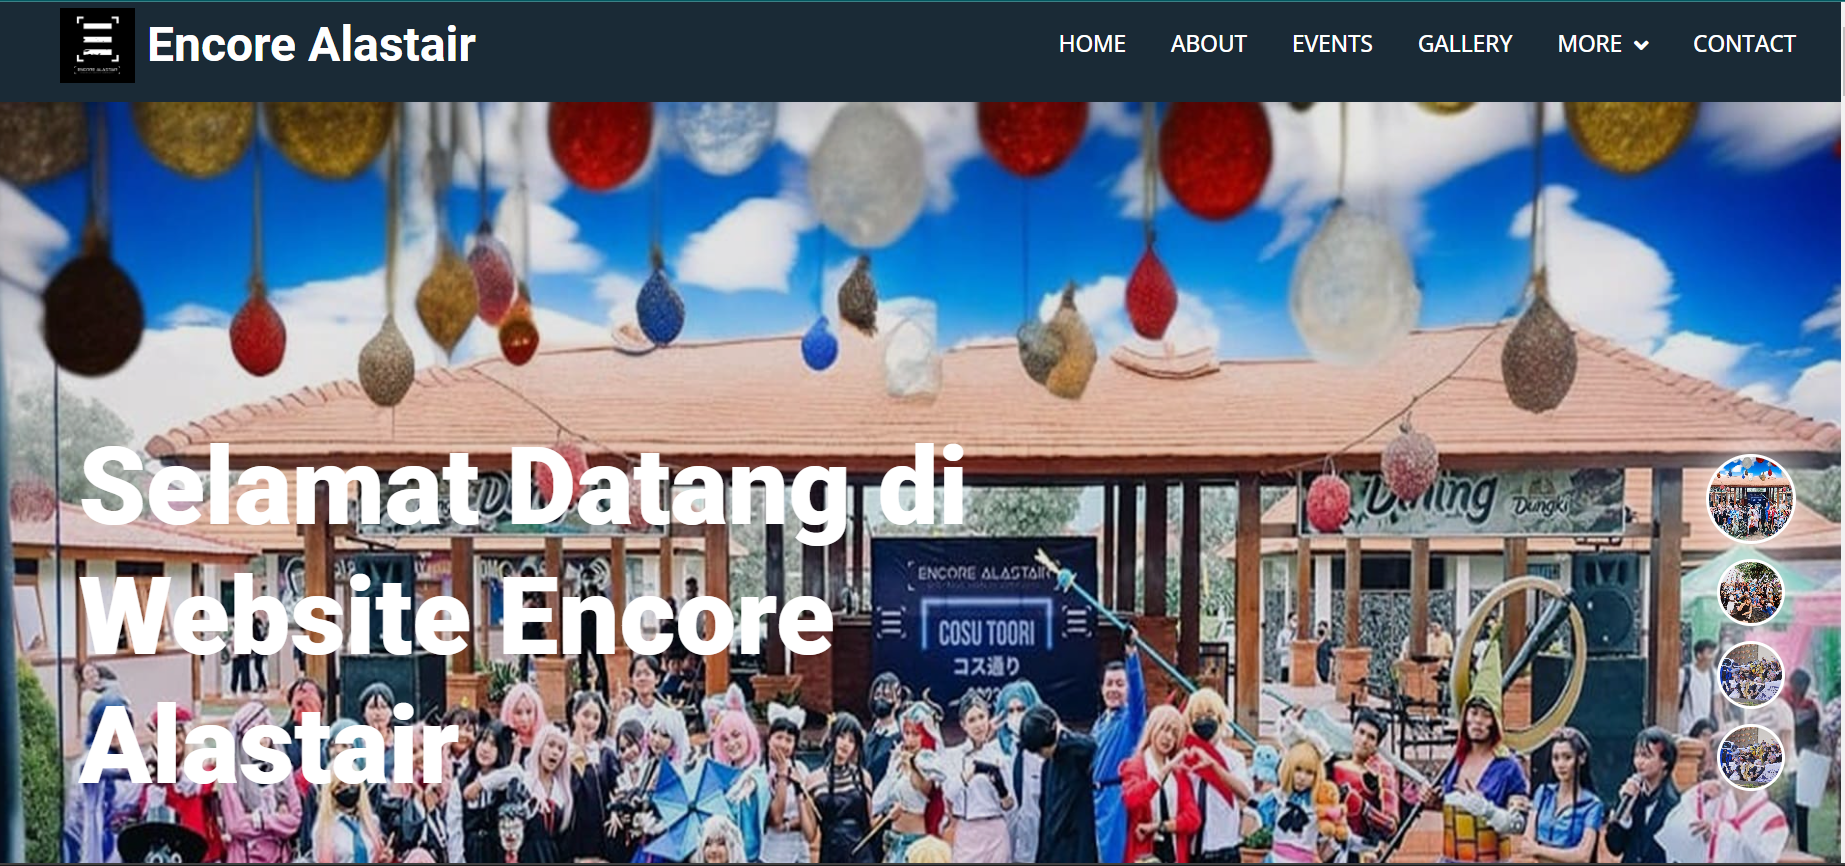 Encore Alastair
HOME
ABOUT
EVENTS
GALLERY
MORE
CONTACT
Selamat Datang di
Website Encore
Alastair
Dining
Dungki
ENCORE ALASTAIR
COSU TOORI
コス通り